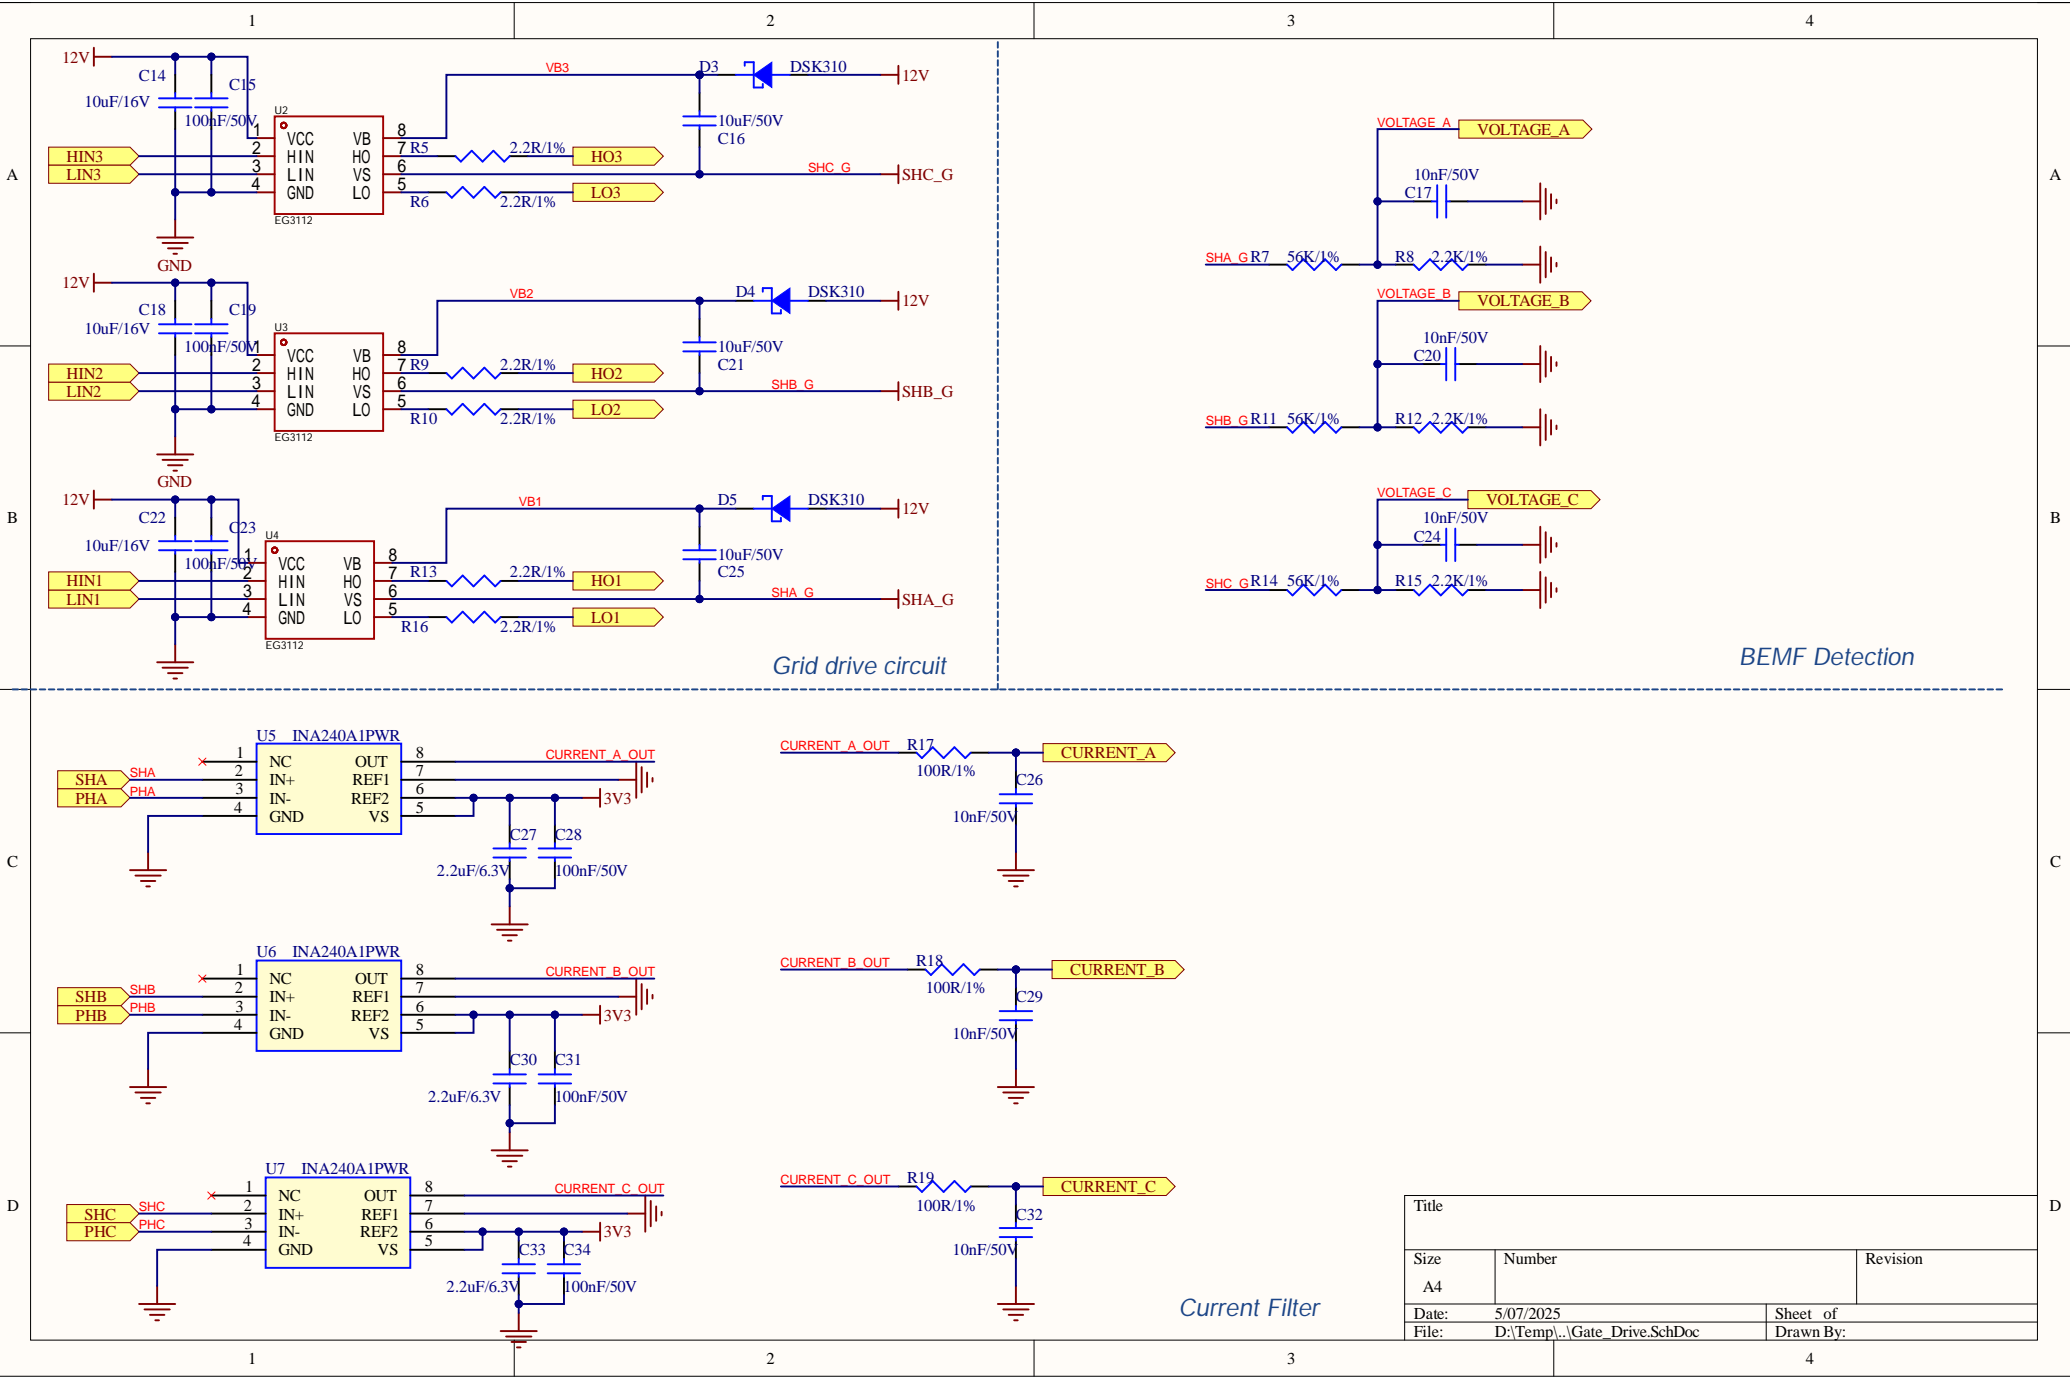 1 2 3 4
A
A
B
B
C
C
D
D
12V
C14
C15
10uF/16V
100nF/50V
U2
1 VCC VB 8
2 HIN HO 7
3 LIN VS 6
4 GND LO 5
EG3112
HIN3
LIN3
GND
VB3
D3 DSK310
12V
10uF/50V
C16
R5 2.2R/1%
HO3
SHC_G
SHC_G
R6 2.2R/1%
LO3
12V
C18
C19
10uF/16V
100nF/50V
U3
1 VCC VB 8
2 HIN HO 7
3 LIN VS 6
4 GND LO 5
EG3112
HIN2
LIN2
GND
VB2
D4 DSK310
12V
10uF/50V
C21
R9 2.2R/1%
HO2
SHB_G
SHB_G
R10 2.2R/1%
LO2
12V
C22
C23
10uF/16V
100nF/50V
U4
1 VCC VB 8
2 HIN HO 7
3 LIN VS 6
4 GND LO 5
EG3112
HIN1
LIN1
VB1
D5 DSK310
12V
10uF/50V
C25
R13 2.2R/1%
HO1
SHA_G
SHA_G
R16 2.2R/1%
LO1
Grid drive circuit
VOLTAGE_A VOLTAGE_A
10nF/50V
C17
SHA_G R7 56K/1% R8 2.2K/1%
VOLTAGE_B VOLTAGE_B
10nF/50V
C20
SHB_G R11 56K/1% R12 2.2K/1%
VOLTAGE_C VOLTAGE_C
10nF/50V
C24
SHC_G R14 56K/1% R15 2.2K/1%
BEMF Detection
U5 INA240A1PWR
1 NC OUT 8
2 IN+ REF1 7
3 IN- REF2 6
4 GND VS 5
SHA SHA
PHA PHA
CURRENT_A_OUT
3V3
C27 C28
2.2uF/6.3V 100nF/50V
CURRENT_A_OUT R17
100R/1%
CURRENT_A
C26
10nF/50V
U6 INA240A1PWR
1 NC OUT 8
2 IN+ REF1 7
3 IN- REF2 6
4 GND VS 5
SHB SHB
PHB PHB
CURRENT_B_OUT
3V3
C30 C31
2.2uF/6.3V 100nF/50V
CURRENT_B_OUT R18
100R/1%
CURRENT_B
C29
10nF/50V
U7 INA240A1PWR
1 NC OUT 8
2 IN+ REF1 7
3 IN- REF2 6
4 GND VS 5
SHC SHC
PHC PHC
CURRENT_C_OUT
3V3
C33 C34
2.2uF/6.3V 100nF/50V
CURRENT_C_OUT R19
100R/1%
CURRENT_C
C32
10nF/50V
Current Filter
Title
Size Number Revision
A4
Date: 5/07/2025 Sheet of
File: D:\Temp\..\Gate_Drive.SchDoc Drawn By:
1 2 3 4